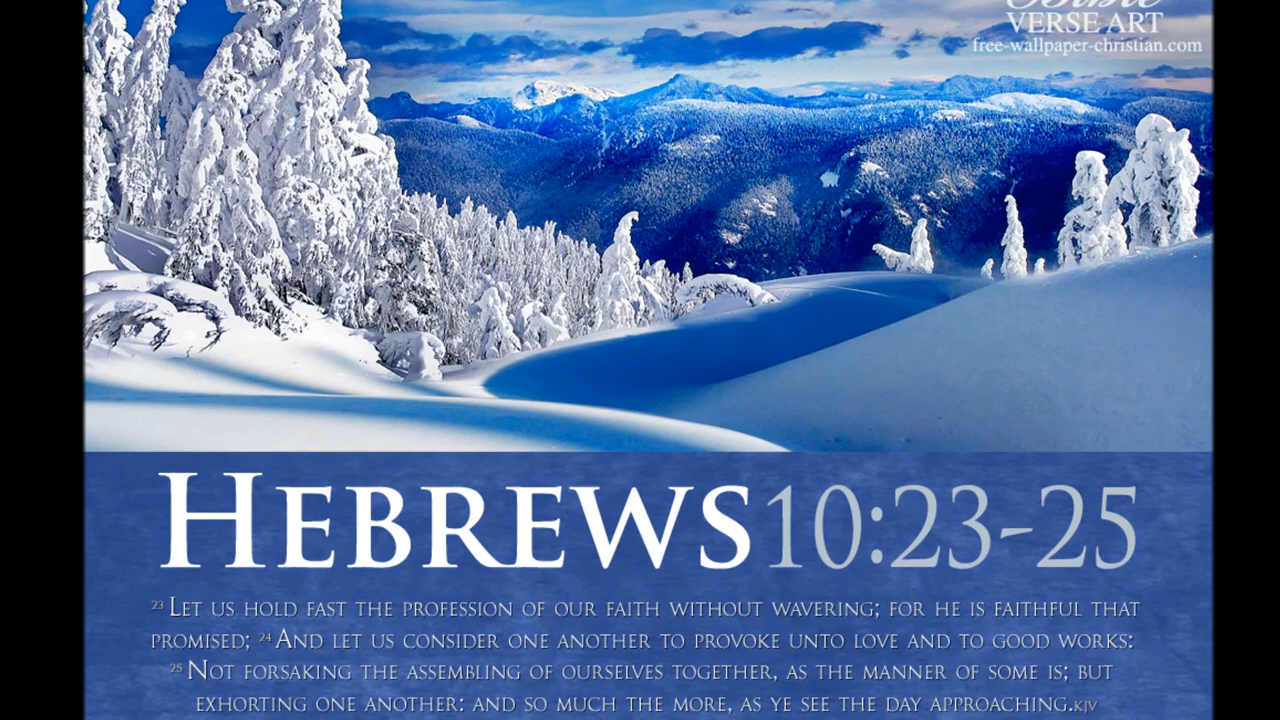 Bible
VERSE ART
free-wallpaper-christian.com
HEBREWS 10:23-25
23 LET US HOLD FAST THE PROFESSION OF OUR FAITH WITHOUT WAVERING; FOR HE IS FAITHFUL THAT
PROMISED; 24 AND LET US CONSIDER ONE ANOTHER TO PROVOKE UNTO LOVE AND TO GOOD WORKS:
25 NOT FORSAKING THE ASSEMBLING OF OURSELVES TOGETHER, AS THE MANNER OF SOME IS; BUT
EXHORTING ONE ANOTHER: AND SO MUCH THE MORE, AS YE SEE THE DAY APPROACHING.KJV